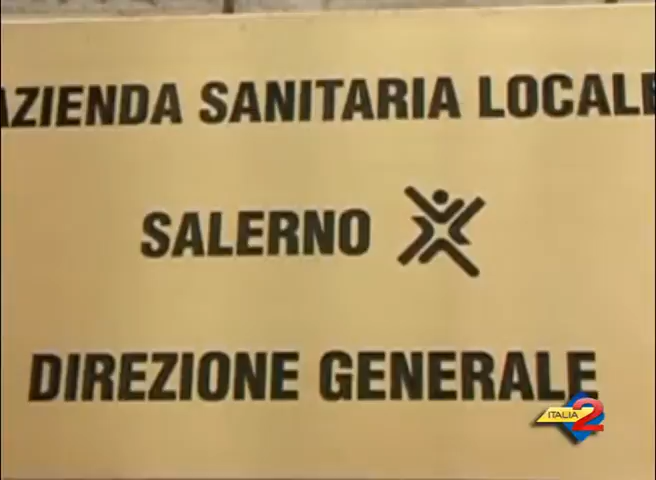 AZIENDA SANITARIA LOCALE
SALERNO
DIREZIONE GENERALE
ITALIA 2